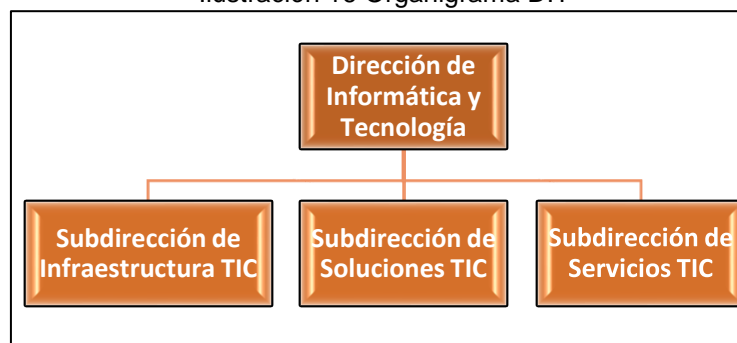 Dirección de
Informática y
Tecnología
Subdirección de
Infraestructura TIC
Subdirección de
Soluciones TIC
Subdirección de
Servicios TIC